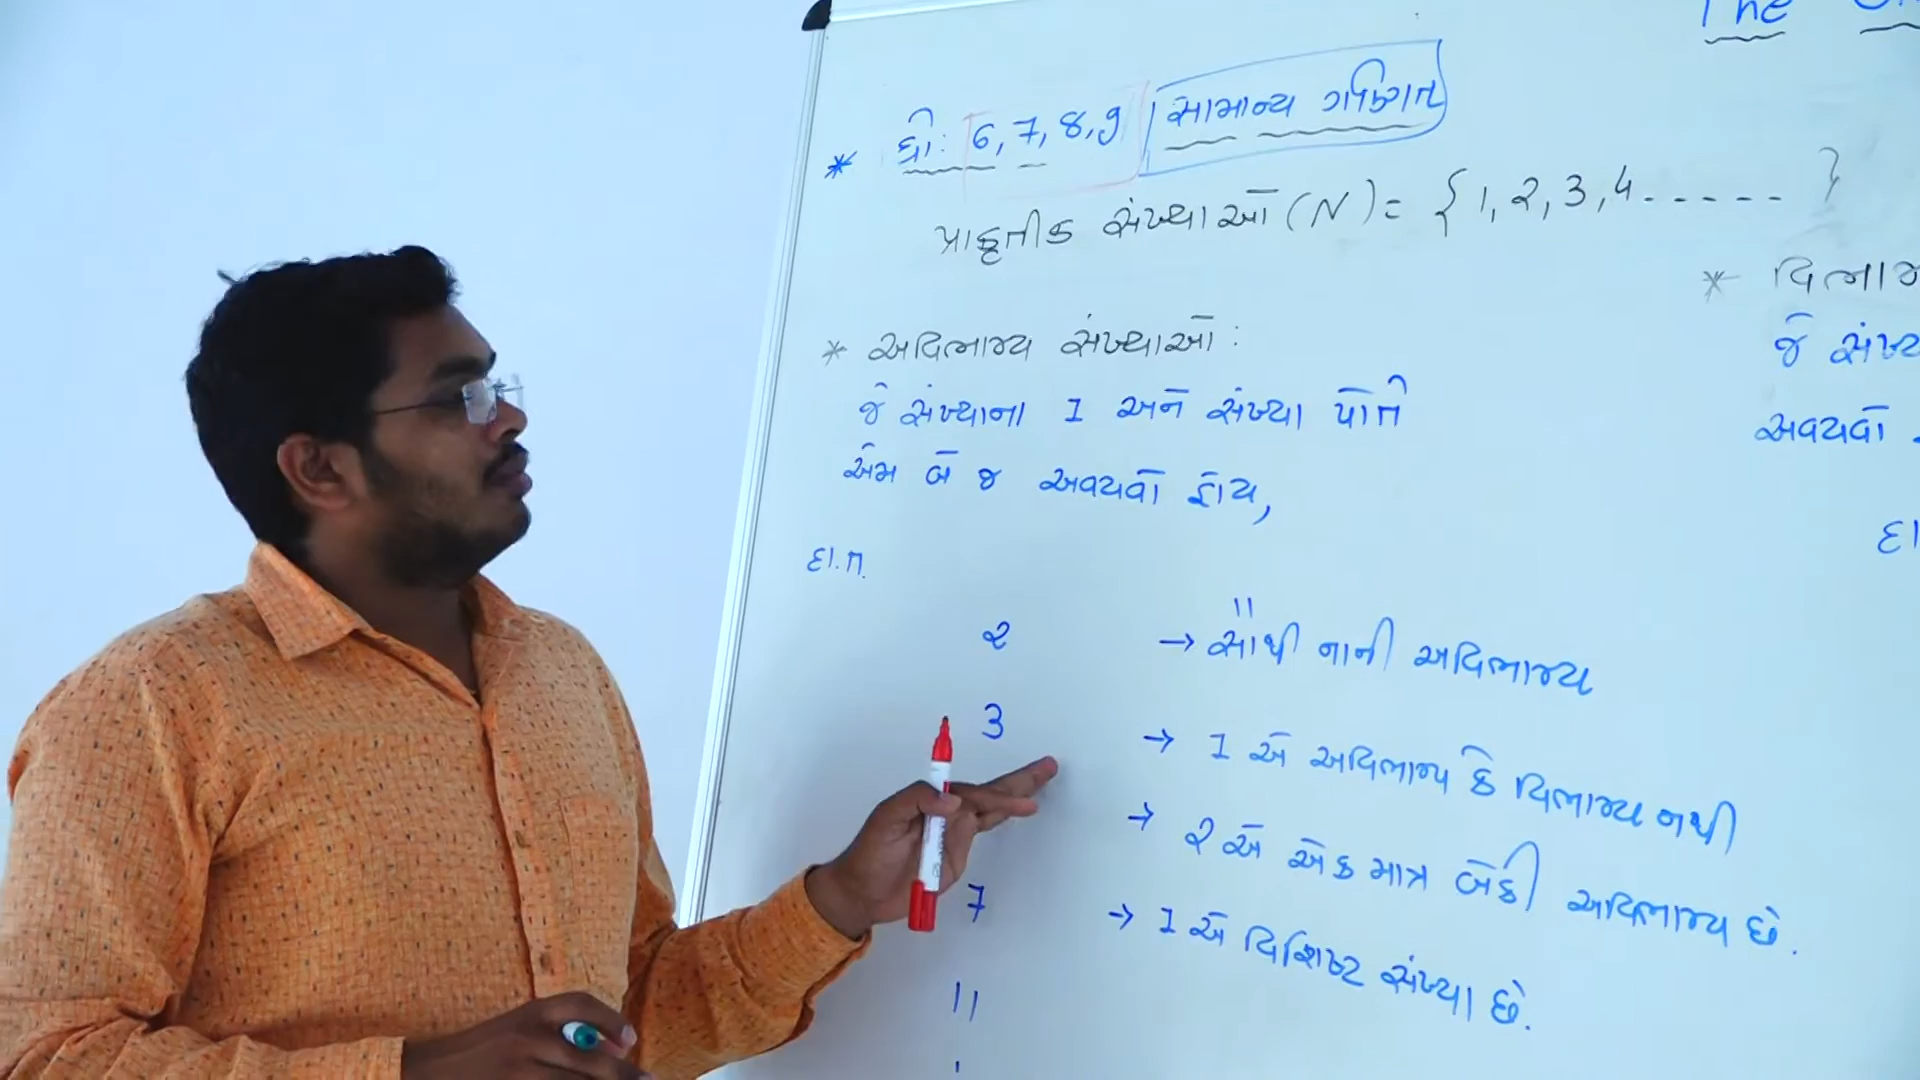 The
* ધો: 6, 7, 8, 9 સામાન્ય ગણિત
પ્રાકૃતીક સંખ્યાઓ (N) = { 1, 2, 3, 4 . . . . . }
* અવિભાજ્ય સંખ્યાઓ :
જે સંખ્યાના 1 અને સંખ્યા પોતે
એમ બે જ અવયવો હોય,
દા.ત.
2 → સૌથી નાની અવિભાજ્ય
3
→ 1 એ અવિભાજ્ય કે વિભાજ્ય નથી
→ 2 એ એક માત્ર બેકી અવિભાજ્ય છે.
7
→ 1 એ વિશિષ્ટ સંખ્યા છે.
11
* વિભાજ
જે સંખ્ય
અવયવો
દા